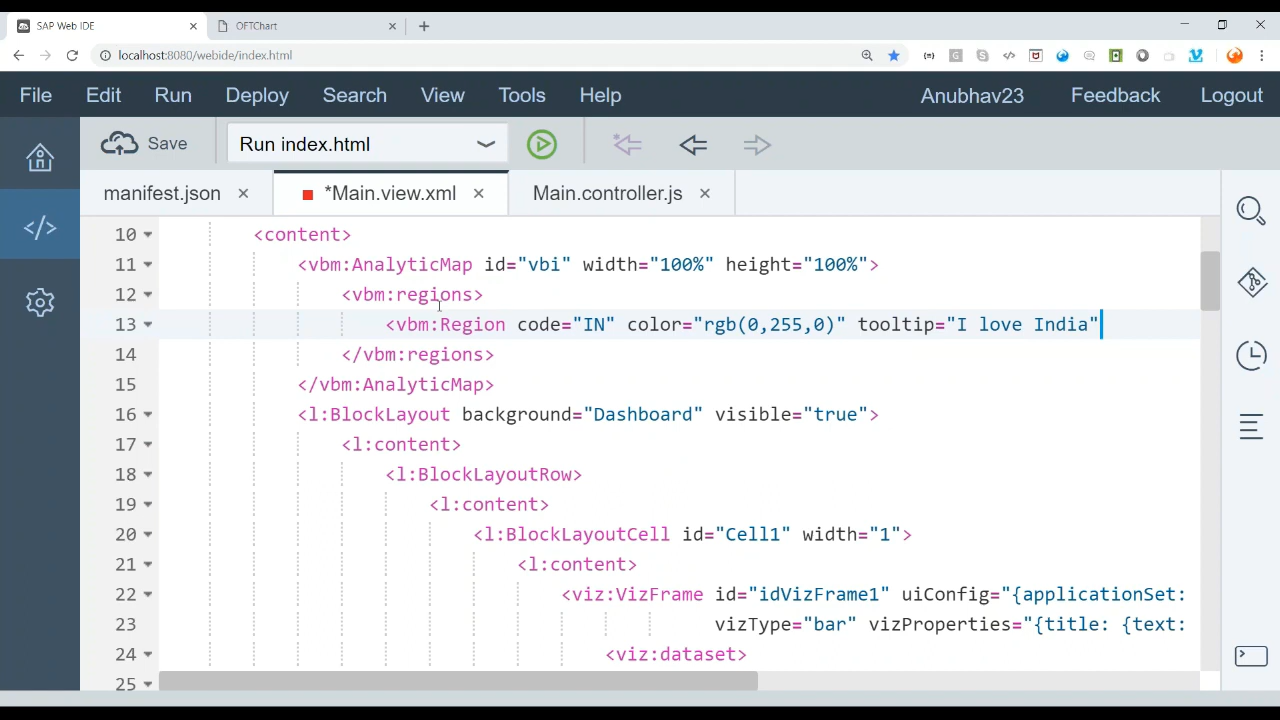 SAP Web IDE
OFTChart
localhost:8080/webide/index.html
File Edit Run Deploy Search View Tools Help Anubhav23 Feedback Logout
Save Run index.html
manifest.json *Main.view.xml Main.controller.js
10 <content>
11 <vbm:AnalyticMap id="vbi" width="100%" height="100%">
12 <vbm:regions>
13 <vbm:Region code="IN" color="rgb(0,255,0)" tooltip="I love India"
14 </vbm:regions>
15 </vbm:AnalyticMap>
16 <l:BlockLayout background="Dashboard" visible="true">
17 <l:content>
18 <l:BlockLayoutRow>
19 <l:content>
20 <l:BlockLayoutCell id="Cell1" width="1">
21 <l:content>
22 <viz:VizFrame id="idVizFrame1" uiConfig="{applicationSet:
23 vizType="bar" vizProperties="{title: {text:
24 <viz:dataset>
25